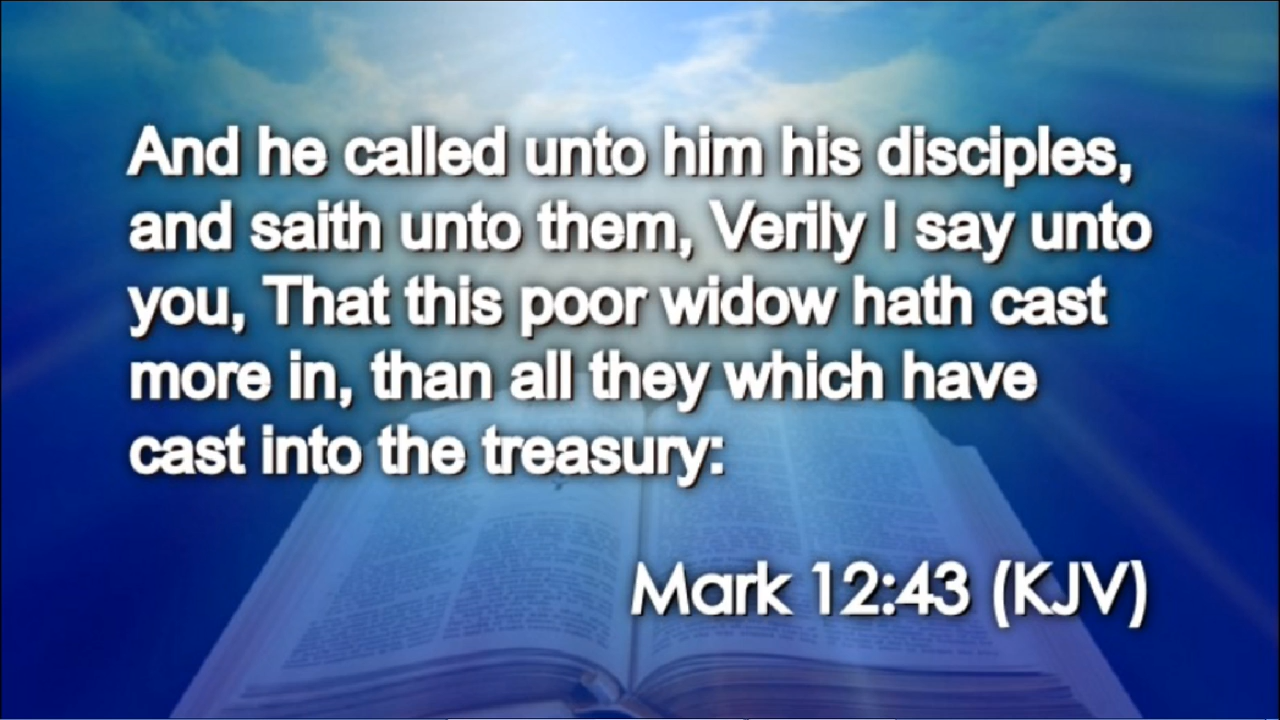 And he called unto him his disciples,
and saith unto them, Verily I say unto
you, That this poor widow hath cast
more in, than all they which have
cast into the treasury:
Mark 12:43 (KJV)